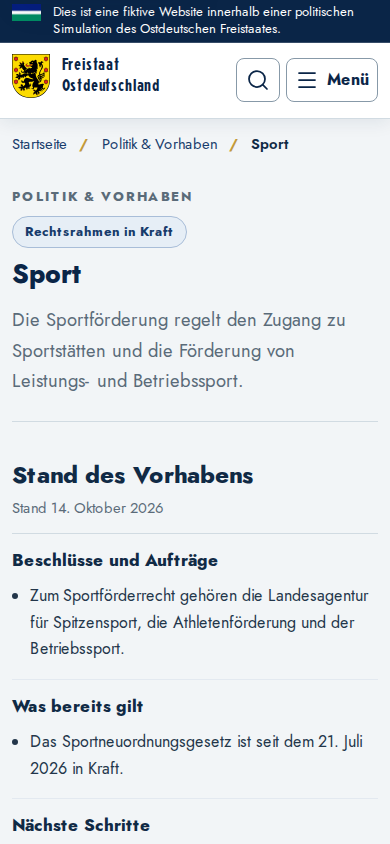 Dies ist eine fiktive Website innerhalb einer politischen
Simulation des Ostdeutschen Freistaates.
Freistaat
Ostdeutschland
Menü
Startseite / Politik & Vorhaben / Sport
POLITIK & VORHABEN
Rechtsrahmen in Kraft
Sport
Die Sportförderung regelt den Zugang zu
Sportstätten und die Förderung von
Leistungs- und Betriebssport.
Stand des Vorhabens
Stand 14. Oktober 2026
Beschlüsse und Aufträge
• Zum Sportförderrecht gehören die Landesagentur
für Spitzensport, die Athletenförderung und der
Betriebssport.
Was bereits gilt
• Das Sportneuordnungsgesetz ist seit dem 21. Juli
2026 in Kraft.
Nächste Schritte